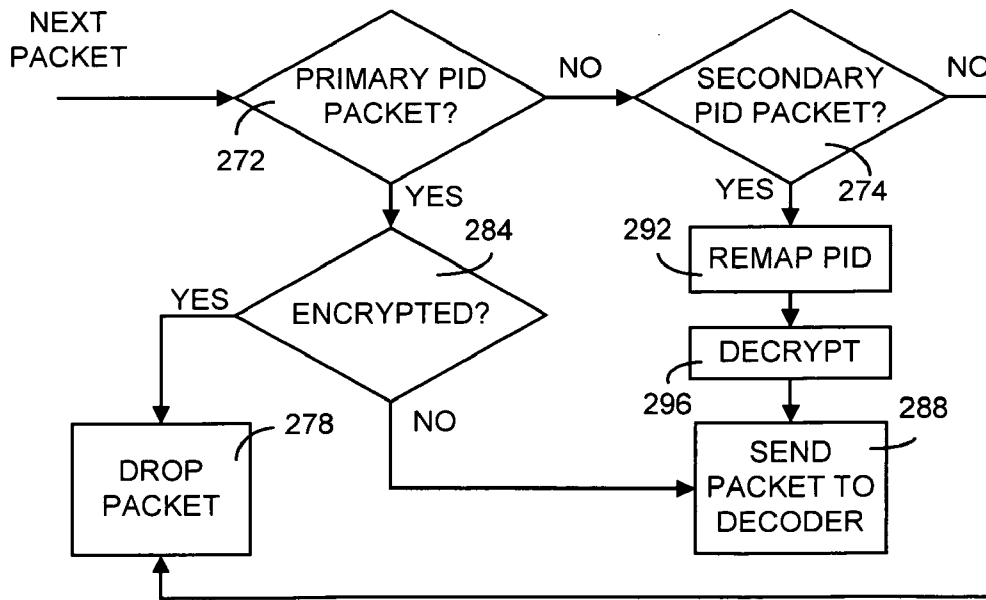 NEXT
PACKET
PRIMARY PID
PACKET?
272
NO
SECONDARY
PID PACKET?
274
NO
YES
YES
284
ENCRYPTED?
YES
NO
292
REMAP PID
DECRYPT
296
278
DROP
PACKET
288
SEND
PACKET TO
DECODER